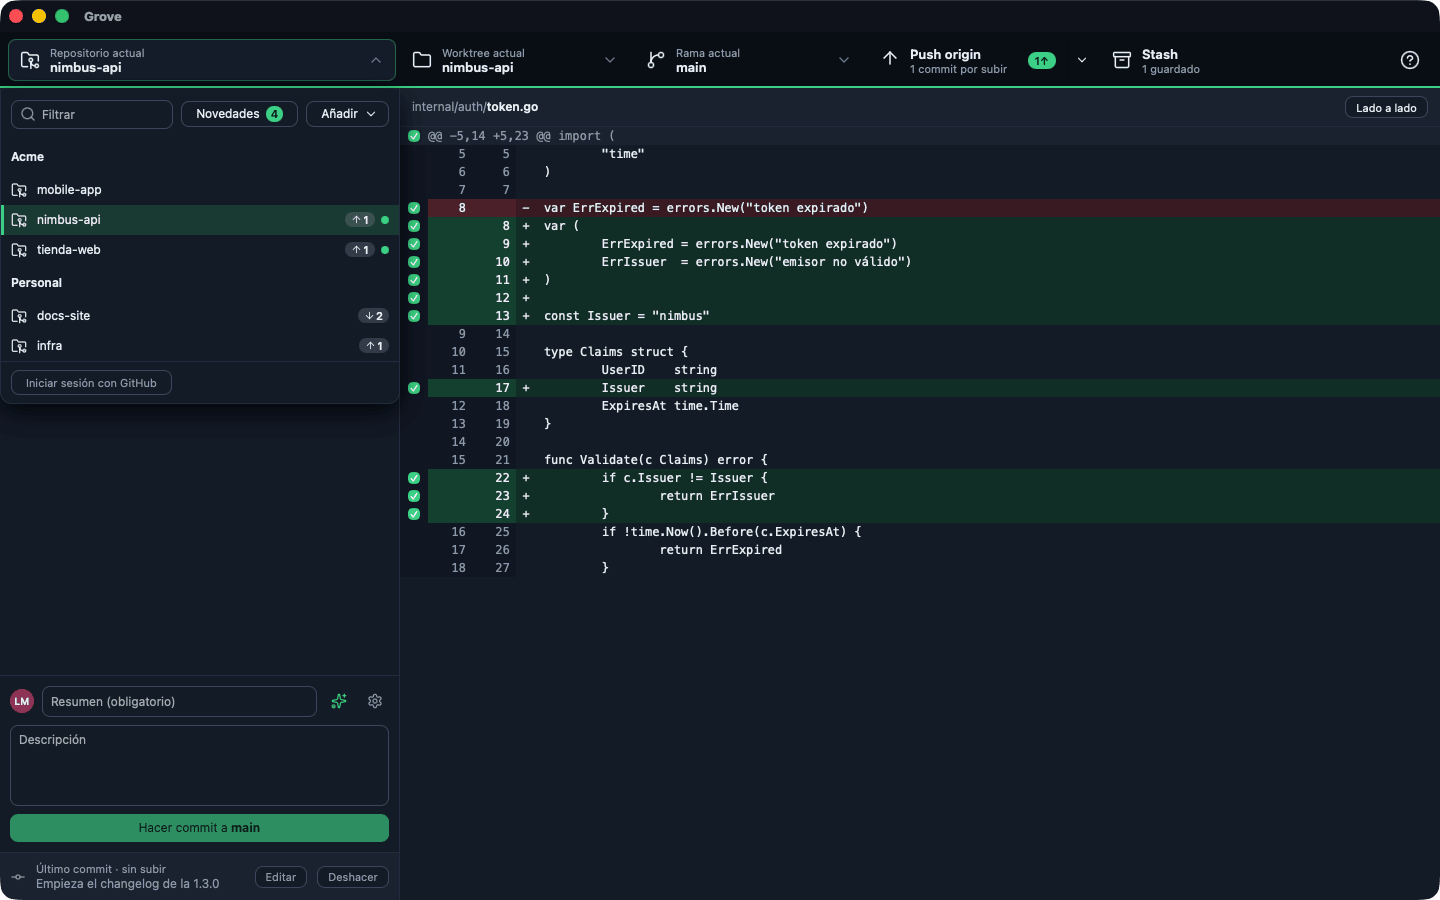 Grove
Repositorio actual
nimbus-api
Worktree actual
nimbus-api
Rama actual
main
Push origin
1 commit por subir
1↑
Stash
1 guardado
Filtrar
Novedades 4
Añadir
Acme
mobile-app
nimbus-api ↑1
tienda-web ↑1
Personal
docs-site ↓2
infra ↑1
Iniciar sesión con GitHub
internal/auth/token.go
Lado a lado
@@ −5,14 +5,23 @@ import (
5 5 "time"
6 6 )
7 7
8 − var ErrExpired = errors.New("token expirado")
8 + var (
9 + ErrExpired = errors.New("token expirado")
10 + ErrIssuer  = errors.New("emisor no válido")
11 + )
12 +
13 + const Issuer = "nimbus"
9 14
10 15 type Claims struct {
11 16 UserID    string
17 + Issuer    string
12 18 ExpiresAt time.Time
13 19 }
14 20
15 21 func Validate(c Claims) error {
22 + if c.Issuer != Issuer {
23 + return ErrIssuer
24 + }
16 25 if !time.Now().Before(c.ExpiresAt) {
17 26 return ErrExpired
18 27 }
LM
Resumen (obligatorio)
Descripción
Hacer commit a main
Último commit · sin subir
Empieza el changelog de la 1.3.0
Editar
Deshacer